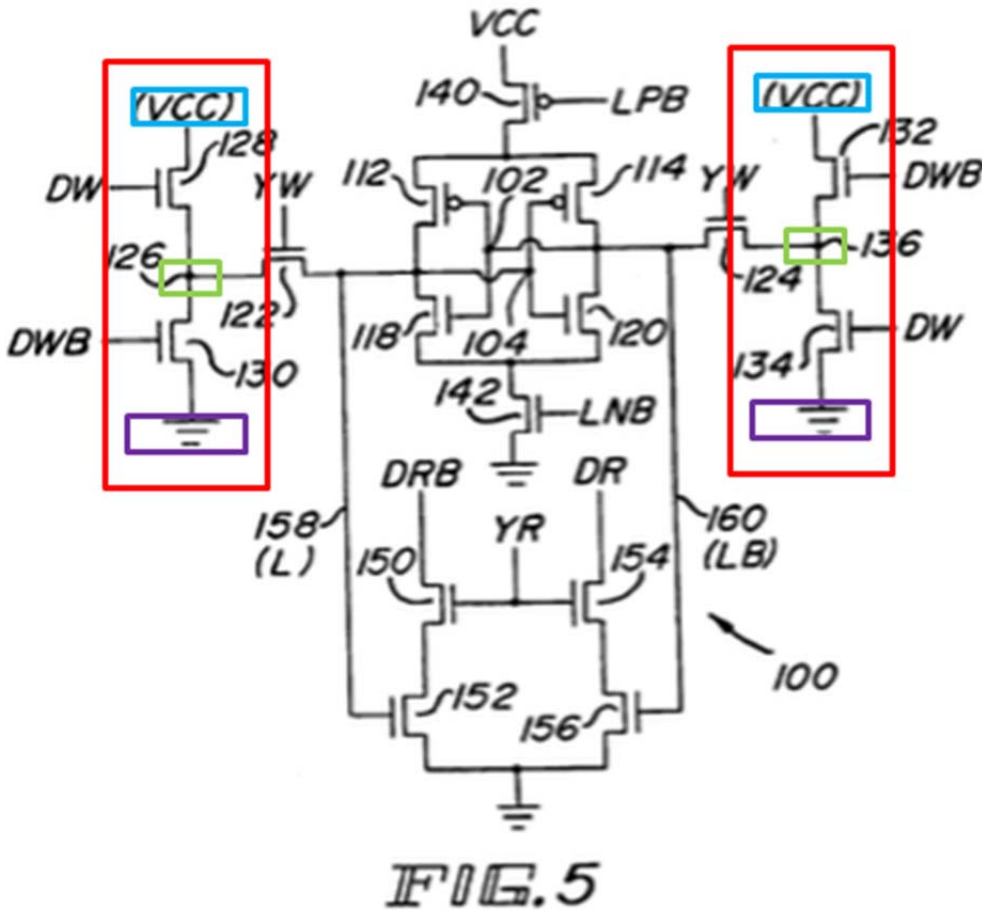 VCC
(VCC)
(VCC)
140
LPB
128
132
DW
YW
112
102
114
YW
DWB
126
136
122
124
DWB
118
104
120
DW
130
134
142
LNB
DRB
DR
158
(L)
YR
160
(LB)
150
154
152
156
100
FIG.5